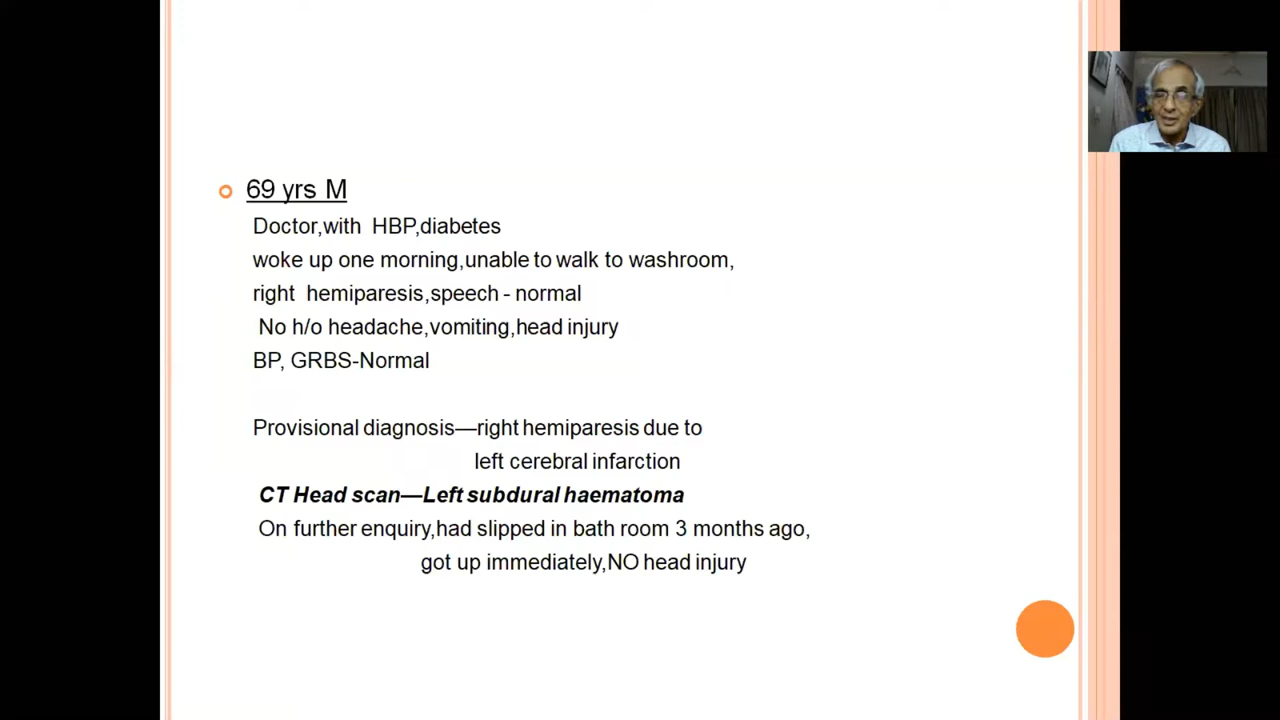 69 yrs M
Doctor,with HBP,diabetes
woke up one morning,unable to walk to washroom,
right hemiparesis,speech - normal
No h/o headache,vomiting,head injury
BP, GRBS-Normal
Provisional diagnosis—right hemiparesis due to
left cerebral infarction
CT Head scan—Left subdural haematoma
On further enquiry,had slipped in bath room 3 months ago,
got up immediately,NO head injury